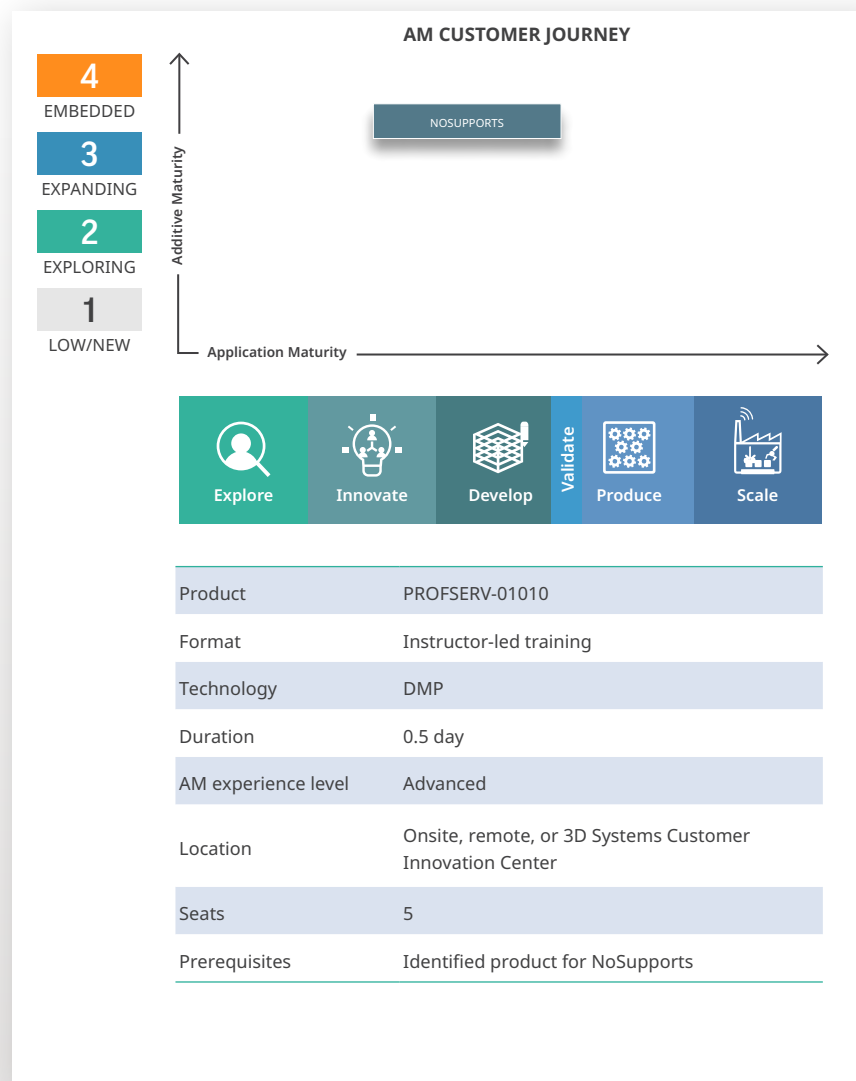 AM CUSTOMER JOURNEY
4
EMBEDDED
3
EXPANDING
2
EXPLORING
1
LOW/NEW
Additive Maturity
NOSUPPORTS
Application Maturity
Explore
Innovate
Develop
Validate
Produce
Scale
Product PROFSERV-01010
Format Instructor-led training
Technology DMP
Duration 0.5 day
AM experience level Advanced
Location Onsite, remote, or 3D Systems Customer
Innovation Center
Seats 5
Prerequisites Identified product for NoSupports